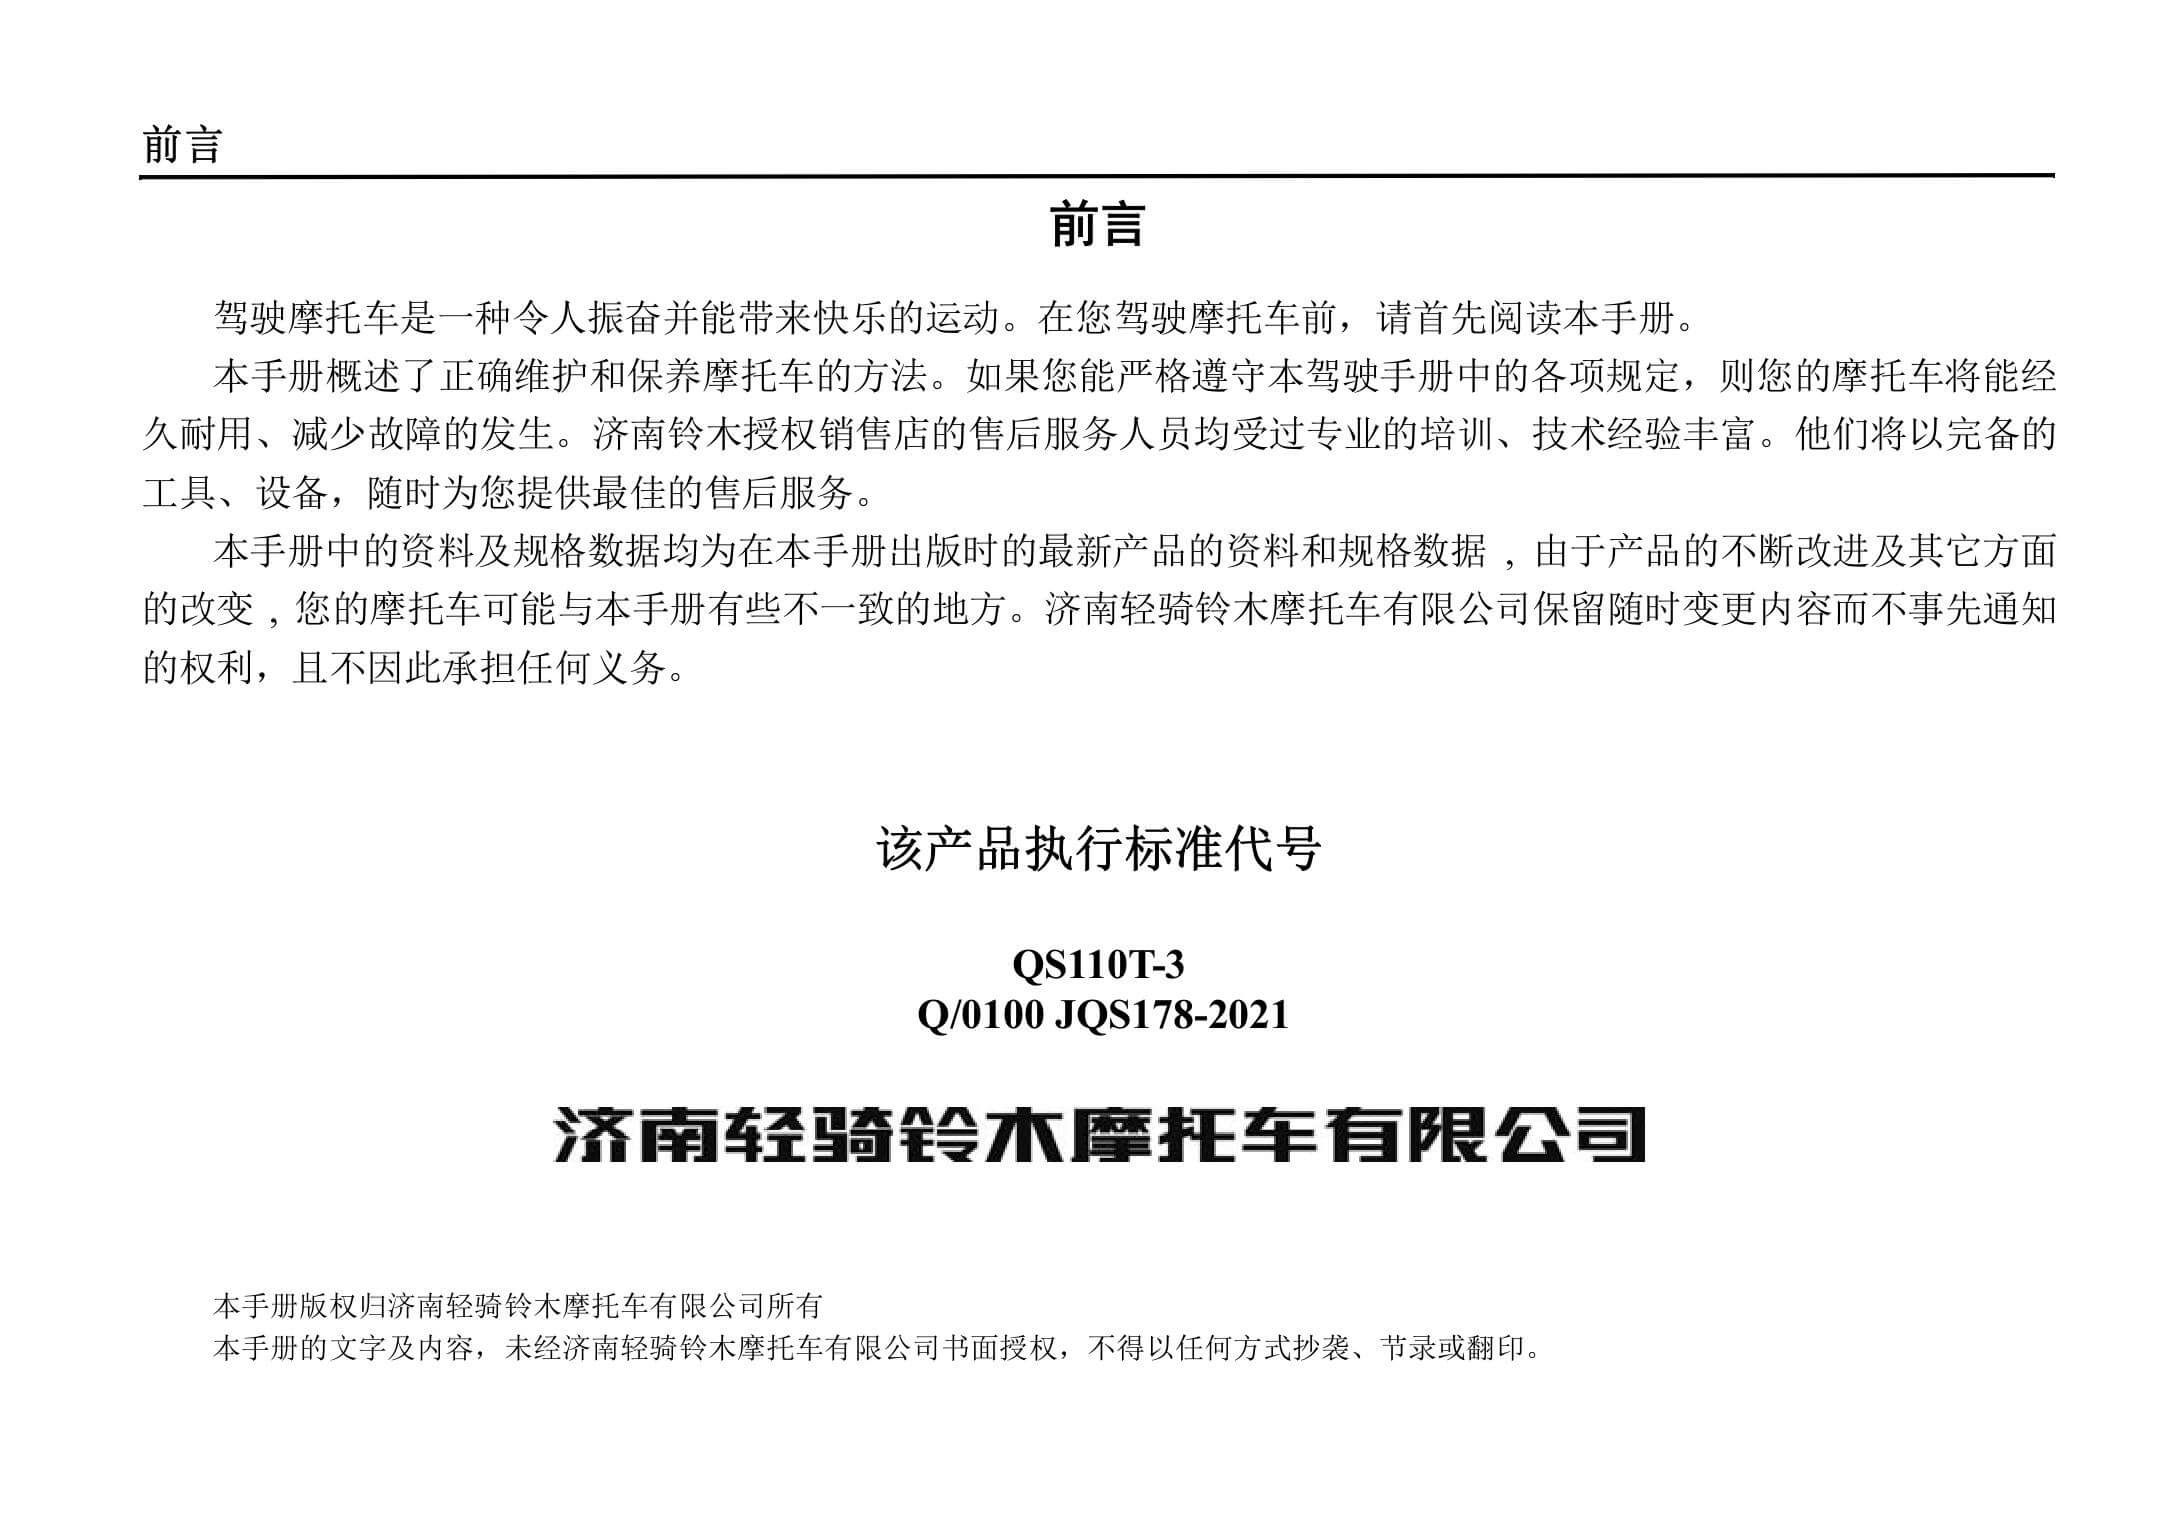 前言
前言
驾驶摩托车是一种令人振奋并能带来快乐的运动。在您驾驶摩托车前，请首先阅读本手册。
本手册概述了正确维护和保养摩托车的方法。如果您能严格遵守本驾驶手册中的各项规定，则您的摩托车将能经
久耐用、减少故障的发生。济南铃木授权销售店的售后服务人员均受过专业的培训、技术经验丰富。他们将以完备的
工具、设备，随时为您提供最佳的售后服务。
本手册中的资料及规格数据均为在本手册出版时的最新产品的资料和规格数据，由于产品的不断改进及其它方面
的改变，您的摩托车可能与本手册有些不一致的地方。济南轻骑铃木摩托车有限公司保留随时变更内容而不事先通知
的权利，且不因此承担任何义务。
该产品执行标准代号
QS110T-3
Q/0100 JQS178-2021
济南轻骑铃木摩托车有限公司
本手册版权归济南轻骑铃木摩托车有限公司所有
本手册的文字及内容，未经济南轻骑铃木摩托车有限公司书面授权，不得以任何方式抄袭、节录或翻印。